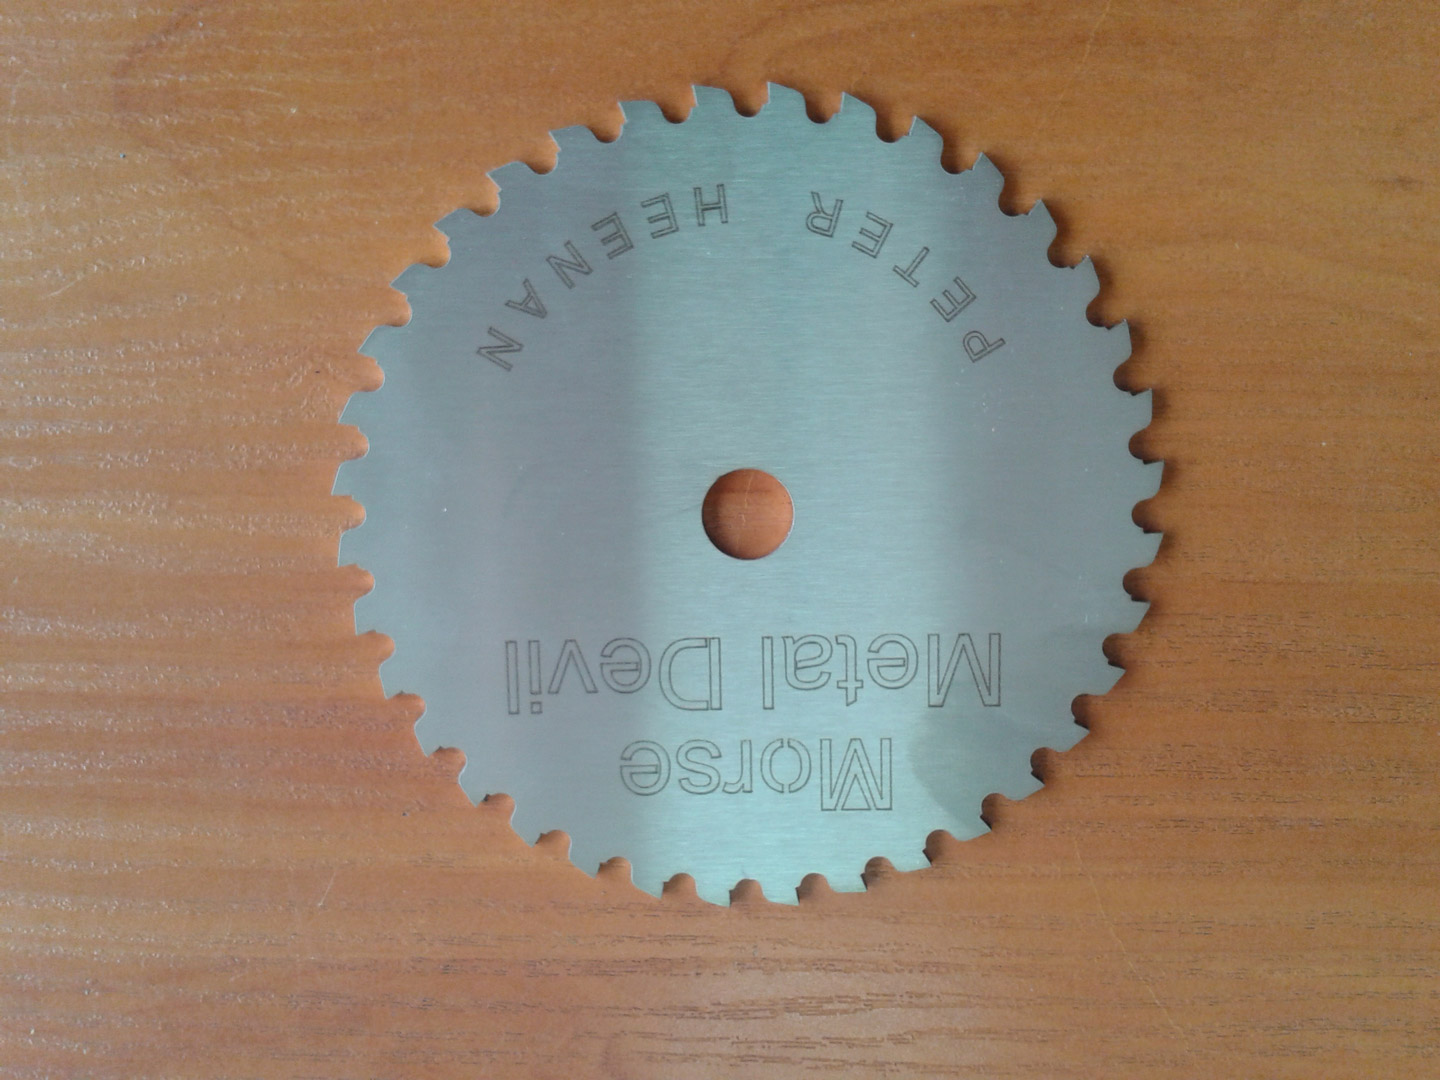 Morse
Metal Devil
PETER HEENAN